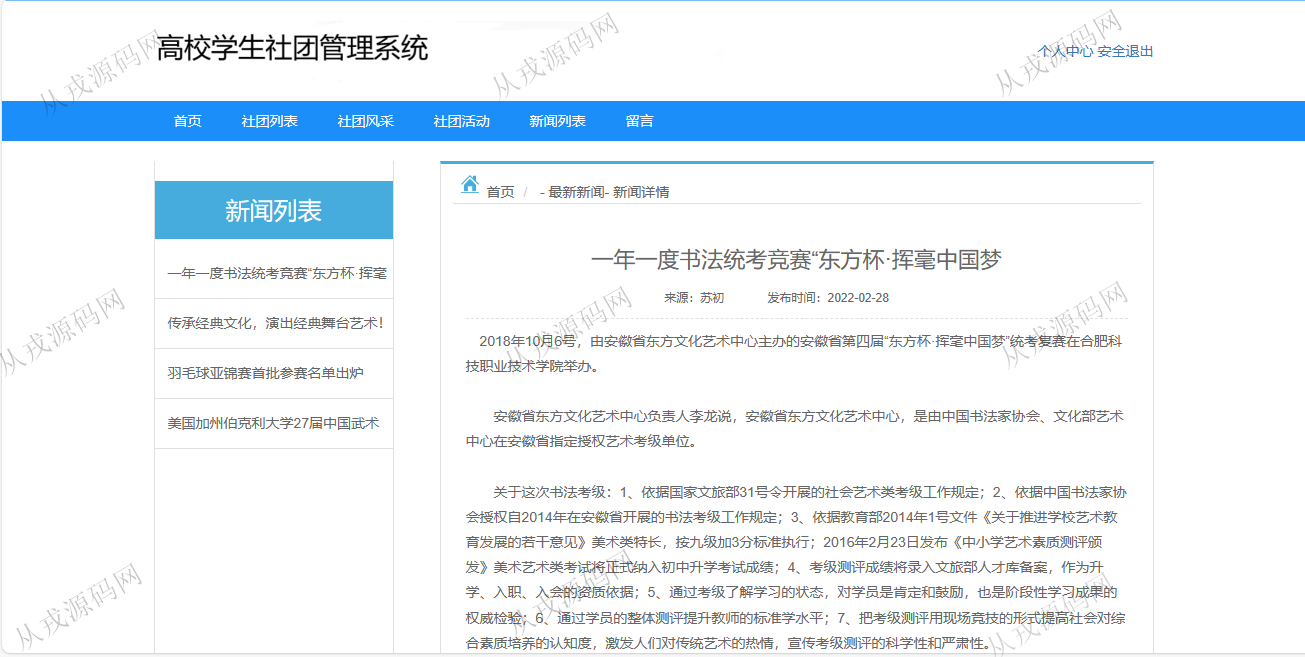 高校学生社团管理系统
个人中心 安全退出
首页 社团列表 社团风采 社团活动 新闻列表 留言
新闻列表
一年一度书法统考竞赛“东方杯·挥毫
传承经典文化，演出经典舞台艺术！
羽毛球亚锦赛首批参赛名单出炉
美国加州伯克利大学27届中国武术
首页 / - 最新新闻- 新闻详情
一年一度书法统考竞赛“东方杯·挥毫中国梦
来源：苏初 发布时间：2022-02-28
2018年10月6号，由安徽省东方文化艺术中心主办的安徽省第四届“东方杯·挥毫中国梦”统考复赛在合肥科
技职业技术学院举办。
安徽省东方文化艺术中心负责人李龙说，安徽省东方文化艺术中心，是由中国书法家协会、文化部艺术
中心在安徽省指定授权艺术考级单位。
关于这次书法考级：1、依据国家文旅部31号令开展的社会艺术类考级工作规定；2、依据中国书法家协
会授权自2014年在安徽省开展的书法考级工作规定；3、依据教育部2014年1号文件《关于推进学校艺术教
育发展的若干意见》美术类特长，按九级加3分标准执行；2016年2月23日发布《中小学艺术素质测评颁
发》美术艺术类考试将正式纳入初中升学考试成绩；4、考级测评成绩将录入文旅部人才库备案，作为升
学、入职、入会的资质依据；5、通过考级了解学习的状态，对学员是肯定和鼓励，也是阶段性学习成果的
权威检验；6、通过学员的整体测评提升教师的标准学水平；7、把考级测评用现场竞技的形式提高社会对综
合素质培养的认知度，激发人们对传统艺术的热情，宣传考级测评的科学性和严肃性。
从戎源码网
从戎源码网
从戎源码网
从戎源码网
从戎源码网
从戎源码网
从戎源码网
从戎源码网
从戎源码网